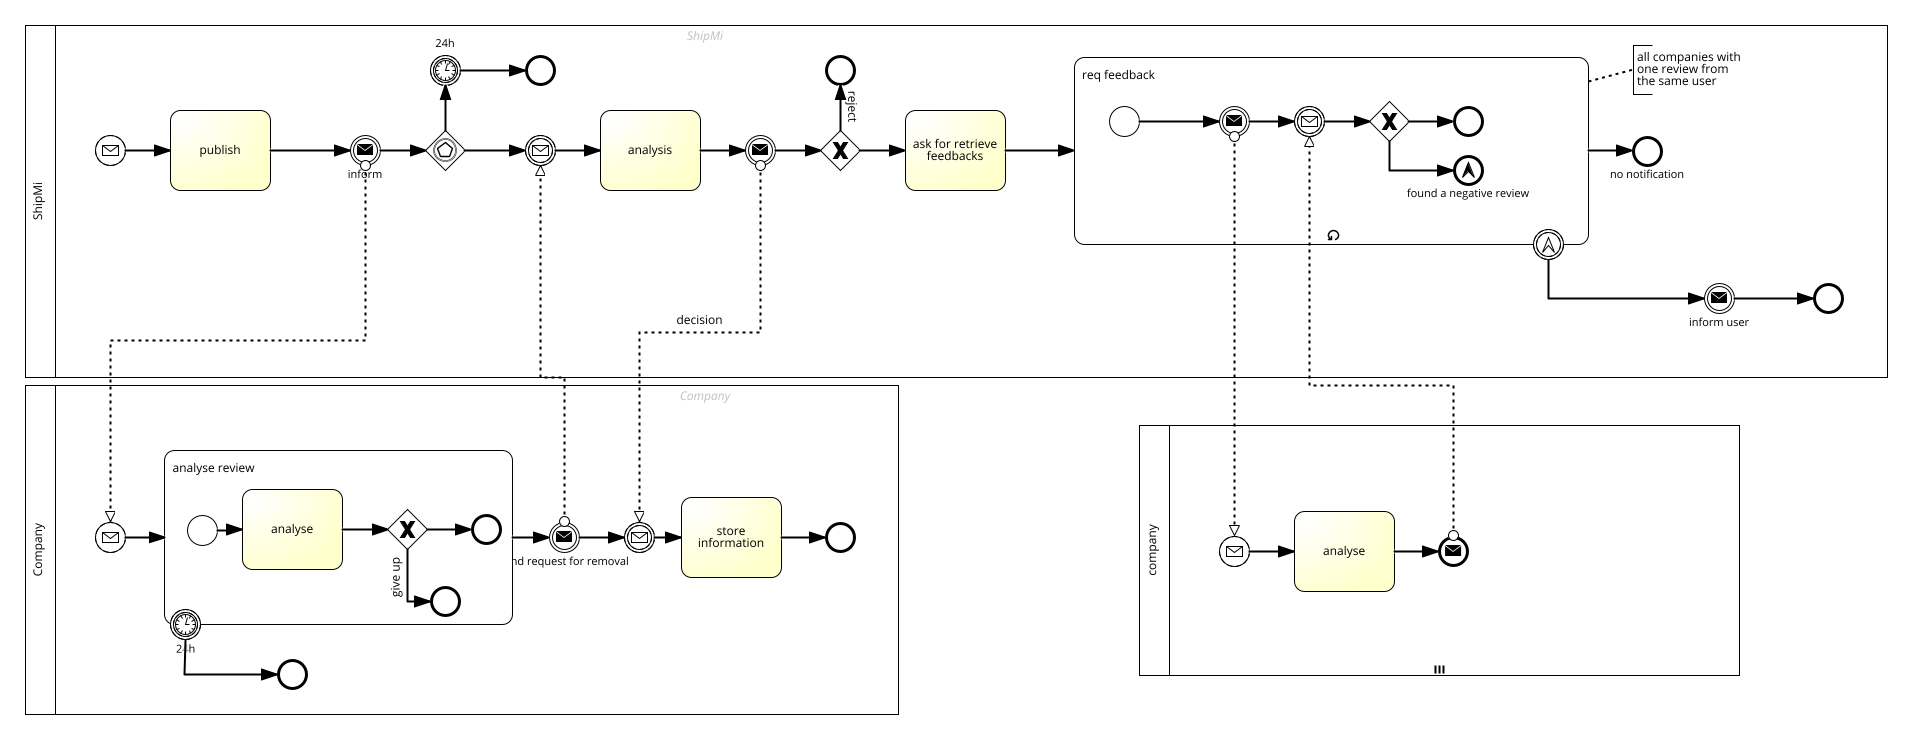 ShipMi
ShipMi
24h
publish
inform
analysis
reject
ask for retrieve
feedbacks
req feedback
found a negative review
all companies with
one review from
the same user
no notification
inform user
decision
Company
Company
analyse review
analyse
give up
24h
nd request for removal
store
information
company
analyse